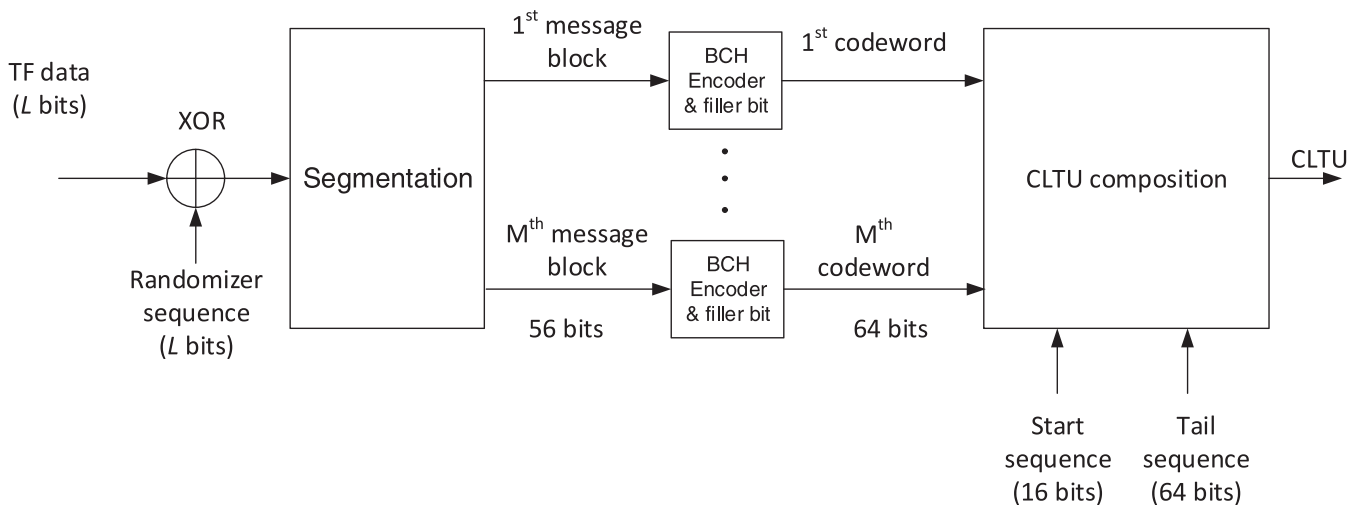 TF data
(L bits)
XOR
Randomizer
sequence
(L bits)
Segmentation
1st message
block
BCH
Encoder
& filler bit
1st codeword
Mth message
block
56 bits
BCH
Encoder
& filler bit
Mth
codeword
64 bits
CLTU composition
CLTU
Start
sequence
(16 bits)
Tail
sequence
(64 bits)